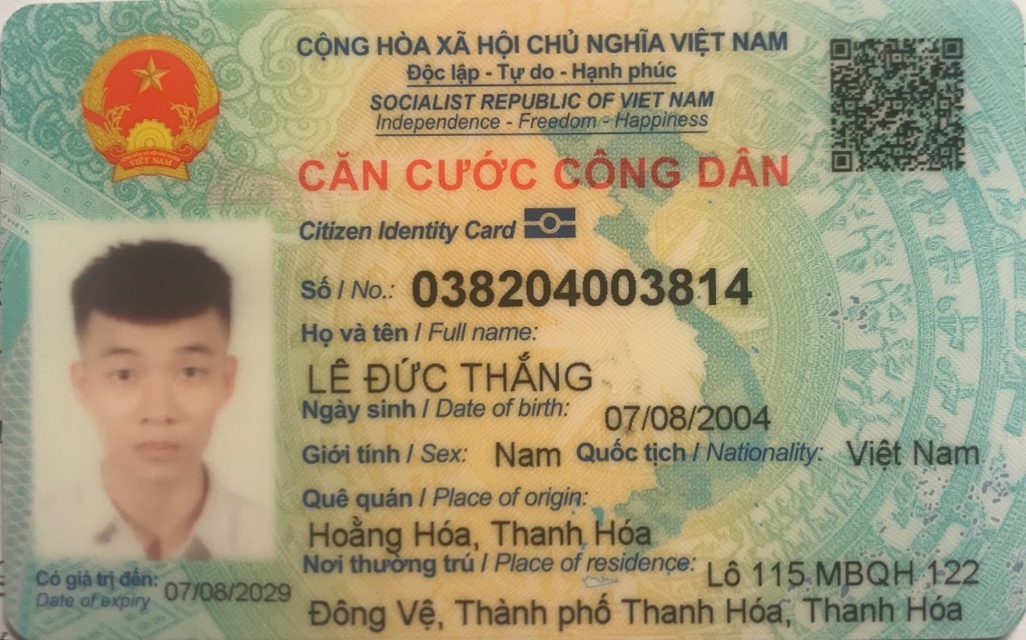 CỘNG HÒA XÃ HỘI CHỦ NGHĨA VIỆT NAM
Độc lập - Tự do - Hạnh phúc
SOCIALIST REPUBLIC OF VIET NAM
Independence - Freedom - Happiness
VIỆT NAM
CĂN CƯỚC CÔNG DÂN
Citizen Identity Card
Số / No.: 038204003814
Họ và tên / Full name:
LÊ ĐỨC THẮNG
Ngày sinh / Date of birth: 07/08/2004
Giới tính / Sex: Nam Quốc tịch / Nationality: Việt Nam
Quê quán / Place of origin:
Hoằng Hóa, Thanh Hóa
Nơi thường trú / Place of residence: Lô 115 MBQH 122
Đông Vệ, Thành phố Thanh Hóa, Thanh Hóa
Có giá trị đến: 07/08/2029
Date of expiry